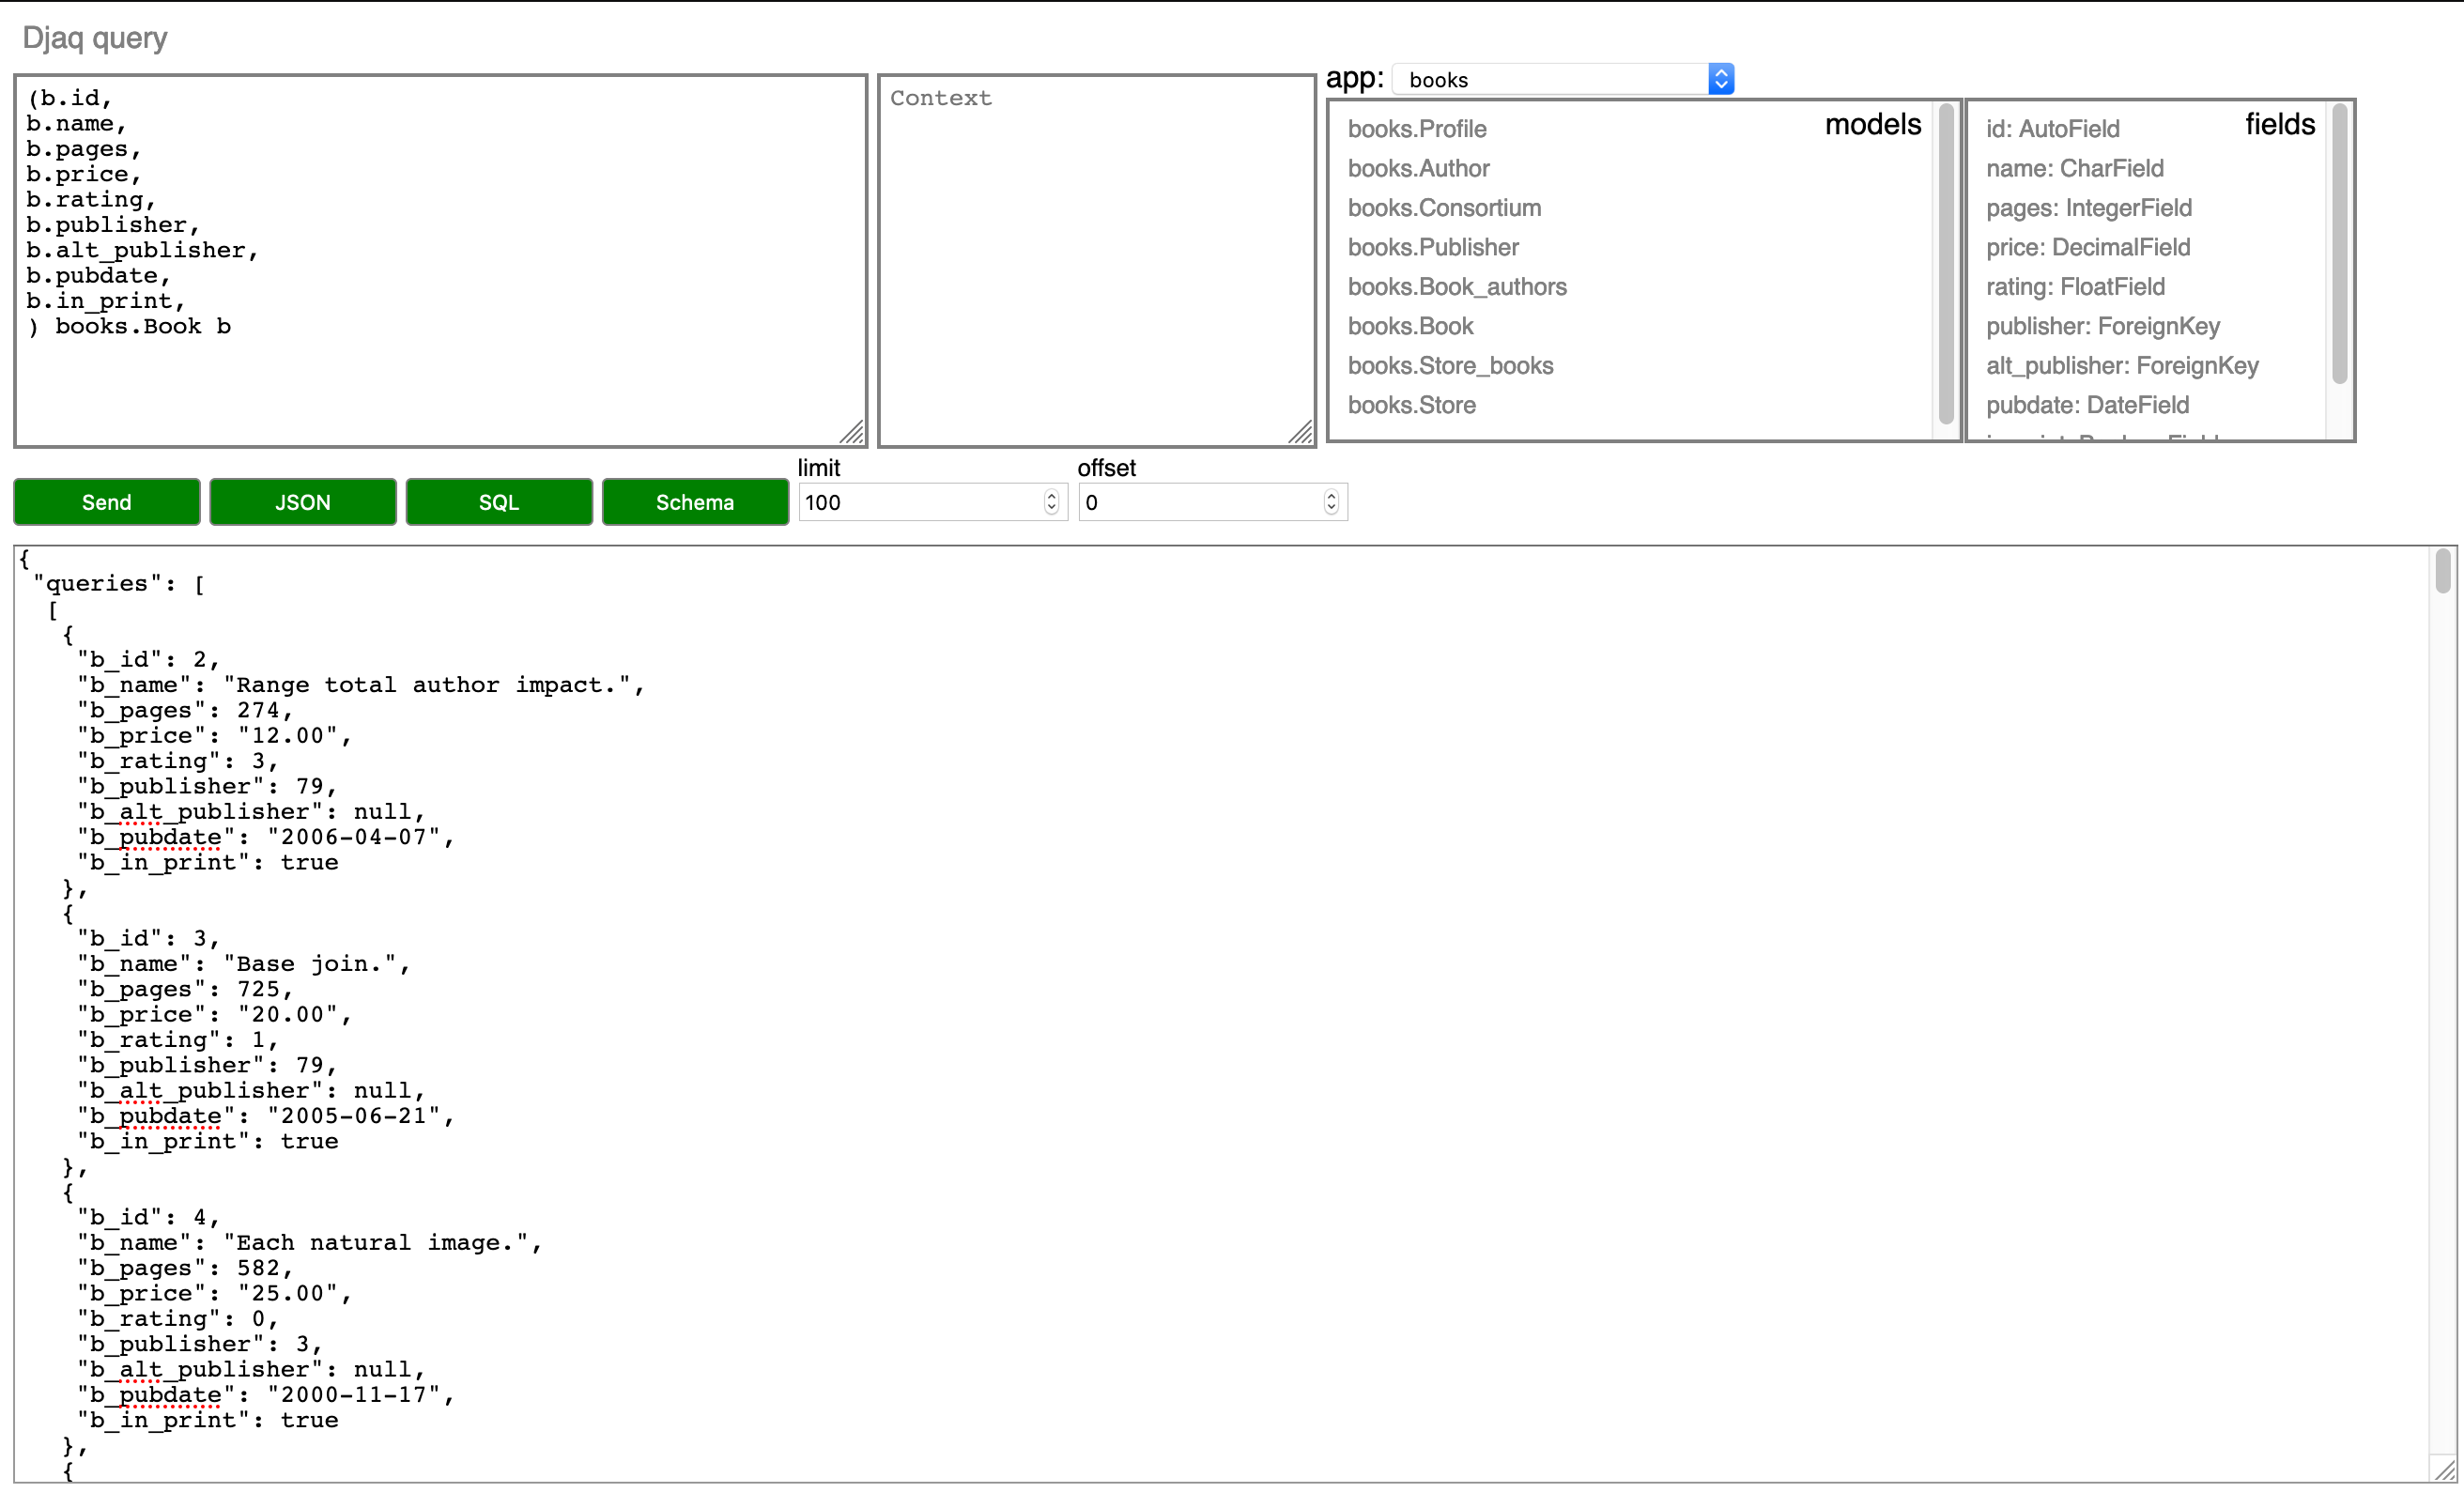 Djaq query
(b.id,
b.name,
b.pages,
b.price,
b.rating,
b.publisher,
b.alt_publisher,
b.pubdate,
b.in_print,
) books.Book b
Context
app: books
models
books.Profile
books.Author
books.Consortium
books.Publisher
books.Book_authors
books.Book
books.Store_books
books.Store
fields
id: AutoField
name: CharField
pages: IntegerField
price: DecimalField
rating: FloatField
publisher: ForeignKey
alt_publisher: ForeignKey
pubdate: DateField
Send JSON SQL Schema
limit
100
offset
0
{
"queries": [
[
{
"b_id": 2,
"b_name": "Range total author impact.",
"b_pages": 274,
"b_price": "12.00",
"b_rating": 3,
"b_publisher": 79,
"b_alt_publisher": null,
"b_pubdate": "2006-04-07",
"b_in_print": true
},
{
"b_id": 3,
"b_name": "Base join.",
"b_pages": 725,
"b_price": "20.00",
"b_rating": 1,
"b_publisher": 79,
"b_alt_publisher": null,
"b_pubdate": "2005-06-21",
"b_in_print": true
},
{
"b_id": 4,
"b_name": "Each natural image.",
"b_pages": 582,
"b_price": "25.00",
"b_rating": 0,
"b_publisher": 3,
"b_alt_publisher": null,
"b_pubdate": "2000-11-17",
"b_in_print": true
},
{